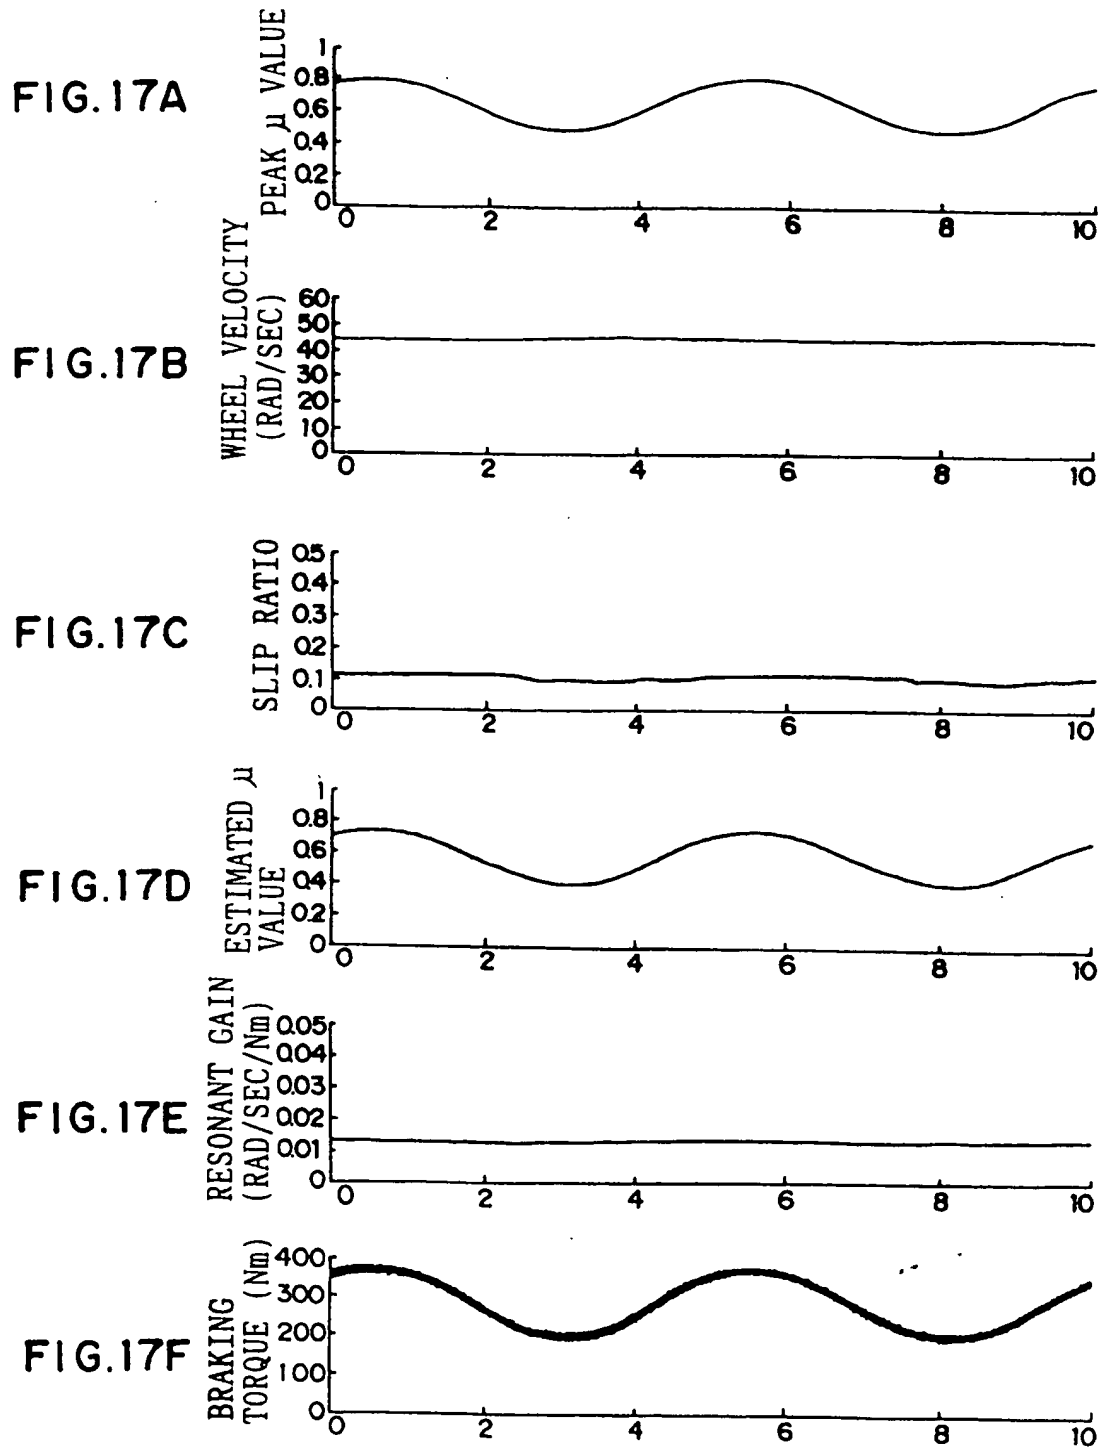 FIG.17A
PEAK μ VALUE
1
0.8
0.6
0.4
0.2
0
0 2 4 6 8 10
FIG.17B
WHEEL VELOCITY
(RAD/SEC)
60
50
40
30
20
10
0
0 2 4 6 8 10
FIG.17C
SLIP RATIO
0.5
0.4
0.3
0.2
0.1
0
0 2 4 6 8 10
FIG.17D
ESTIMATED μ
VALUE
1
0.8
0.6
0.4
0.2
0
0 2 4 6 8 10
FIG.17E
RESONANT GAIN
(RAD/SEC/Nm)
0.05
0.04
0.03
0.02
0.01
0
0 2 4 6 8 10
FIG.17F
BRAKING
TORQUE (Nm)
400
300
200
100
0
0 2 4 6 8 10